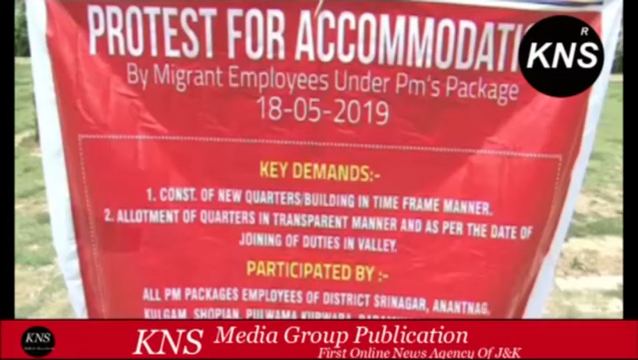 PROTEST FOR ACCOMMODATI
KNS
R
By Migrant Employees Under Pm's Package
18-05-2019
KEY DEMANDS:-
1. CONST. OF NEW QUARTERS/BUILDING IN TIME FRAME MANNER.
2. ALLOTMENT OF QUARTERS IN TRANSPARENT MANNER AND AS PER THE DATE OF
JOINING OF DUTIES IN VALLEY.
PARTICIPATED BY :-
ALL PM PACKAGES EMPLOYEES OF DISTRICT SRINAGAR, ANANTNAG,
KULGAM, SHOPIAN, PULWAMA
KNS
KNS Media Group Publication
First Online News Agency Of J&K